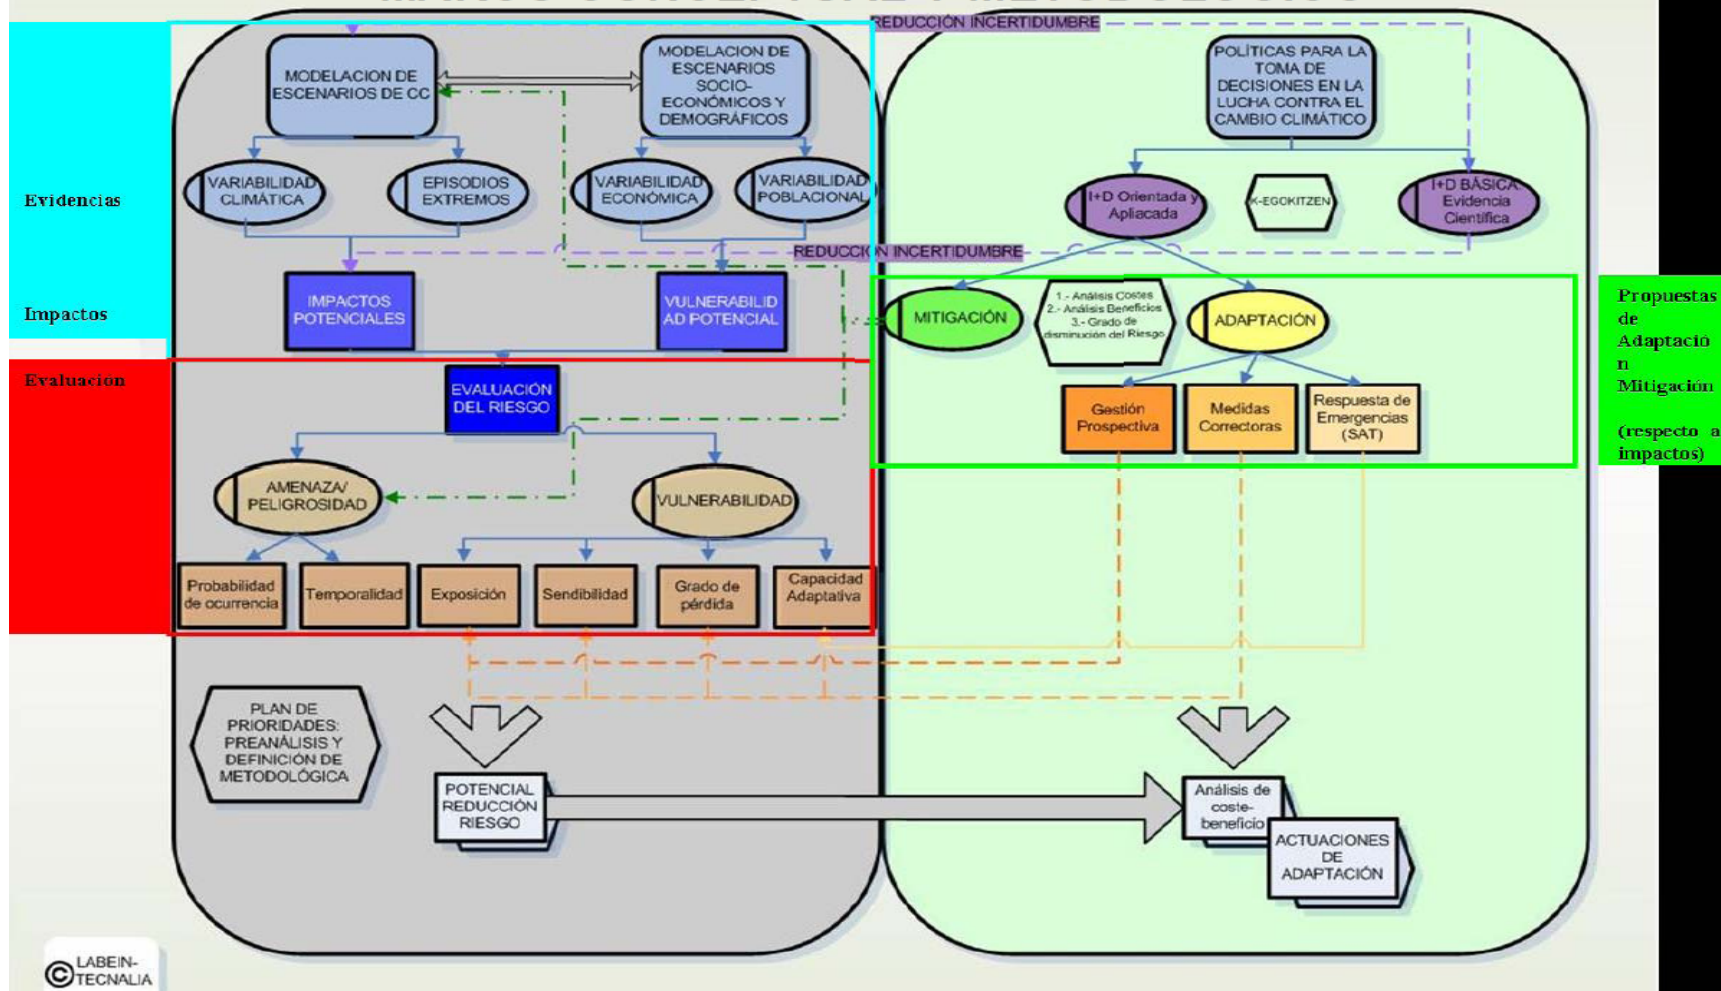 REDUCCIÓN INCERTIDUMBRE
MODELACION DE
ESCENARIOS DE CC
MODELACION DE
ESCENARIOS
SOCIO-
ECONÓMICOS Y
DEMOGRÁFICOS
POLÍTICAS PARA LA
TOMA DE
DECISIONES EN LA
LUCHA CONTRA EL
CAMBIO CLIMÁTICO
Evidencias
VARIABILIDAD
CLIMÁTICA
EPISODIOS
EXTREMOS
VARIABILIDAD
ECONÓMICA
VARIABILIDAD
POBLACIONAL
I+D Orientada y
Apliacada
K-EGOKITZEN
I+D BÁSICA:
Evidencia
Científica
REDUCCIÓN INCERTIDUMBRE
Impactos
IMPACTOS
POTENCIALES
VULNERABILID
AD POTENCIAL
MITIGACIÓN
1.- Análisis Costes
2.- Análisis Beneficios
3.- Grado de
disminución del Riesgo
ADAPTACIÓN
Propuestas
de
Adaptació
n
Mitigación
(respecto a
impactos)
Evaluación
EVALUACIÓN
DEL RIESGO
Gestión
Prospectiva
Medidas
Correctoras
Respuesta de
Emergencias
(SAT)
AMENAZA/
PELIGROSIDAD
VULNERABILIDAD
Probabilidad
de ocurrencia
Temporalidad
Exposición
Sendibilidad
Grado de
pérdida
Capacidad
Adaptativa
PLAN DE
PRIORIDADES:
PREANÁLISIS Y
DEFINICIÓN DE
METODOLÓGICA
POTENCIAL
REDUCCIÓN
RIESGO
Análisis de
coste-
beneficio
ACTUACIONES
DE
ADAPTACIÓN
© LABEIN-
TECNALIA